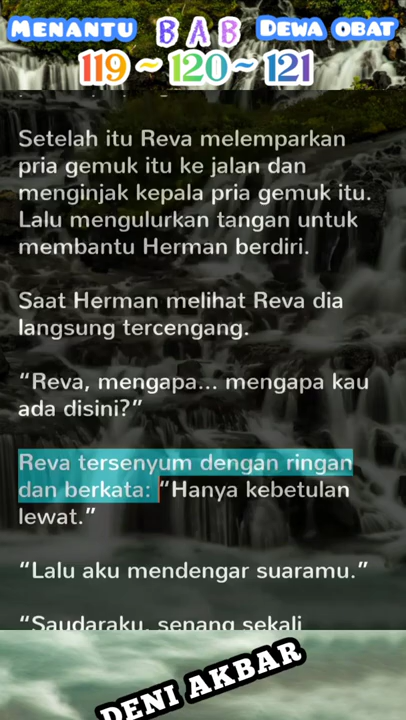 MENANTU BAB DEWA OBAT
119 ~ 120 ~ 121
Setelah itu Reva melemparkan
pria gemuk itu ke jalan dan
menginjak kepala pria gemuk itu.
Lalu mengulurkan tangan untuk
membantu Herman berdiri.
Saat Herman melihat Reva dia
langsung tercengang.
“Reva, mengapa... mengapa kau
ada disini?”
Reva tersenyum dengan ringan
dan berkata: “Hanya kebetulan
lewat.”
“Lalu aku mendengar suaramu.”
“Saudaraku, senang sekali
DENI AKBAR